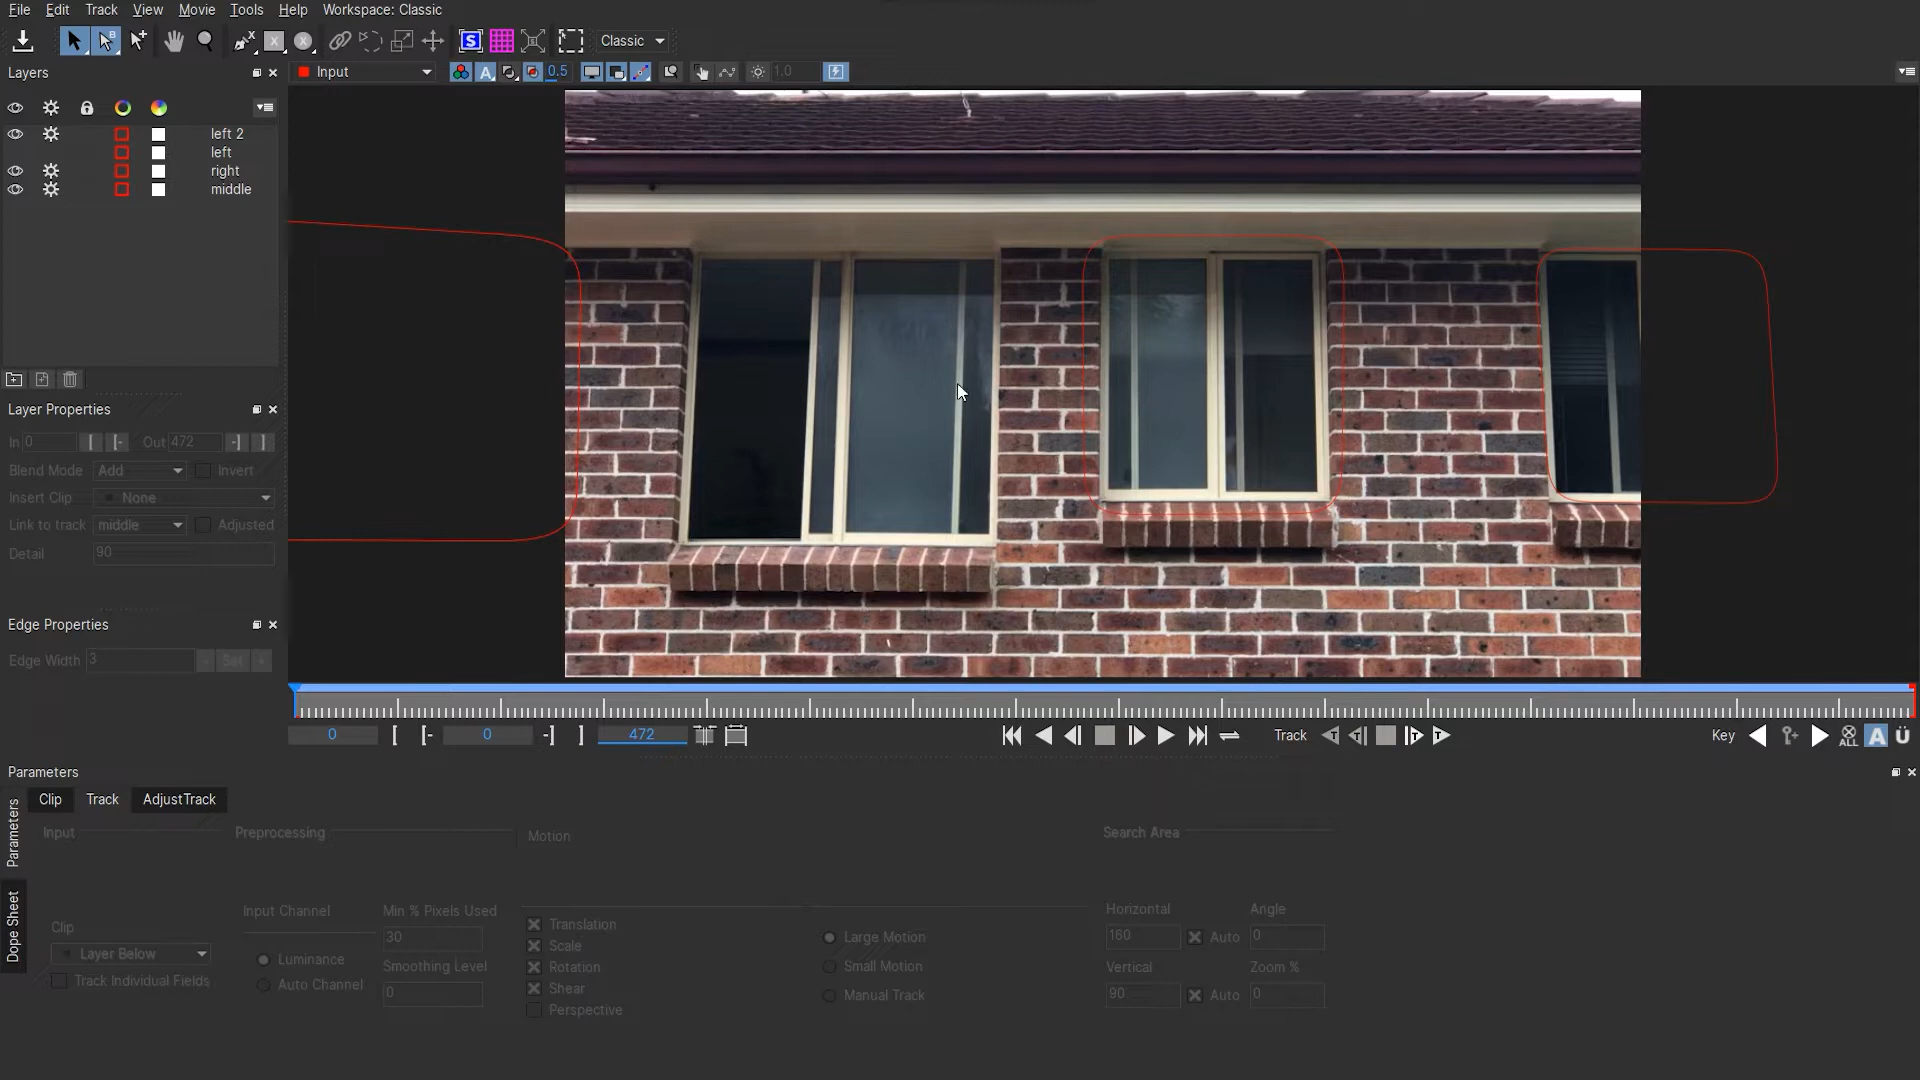 File Edit Track View Movie Tools Help Workspace: Classic
S Classic
Layers
Input
A 0.5 1.0
left 2
left
right
middle
Layer Properties
In 0 [ [- Out 472 -] ]
Blend Mode Add Invert
Insert Clip None
Link to track middle Adjusted
Detail 90
Edge Properties
Edge Width 3 - Set +
0 [ [- 0 -] ] 472 Track Key ALL A Ü
Parameters
Parameters
Dope Sheet
Clip Track AdjustTrack
Input Preprocessing Motion Search Area
Clip
Layer Below
Track Individual Fields
Input Channel
Luminance
Auto Channel
Min % Pixels Used
30
Smoothing Level
0
Translation
Scale
Rotation
Shear
Perspective
Large Motion
Small Motion
Manual Track
Horizontal Angle
160 Auto 0
Vertical Zoom %
90 Auto 0